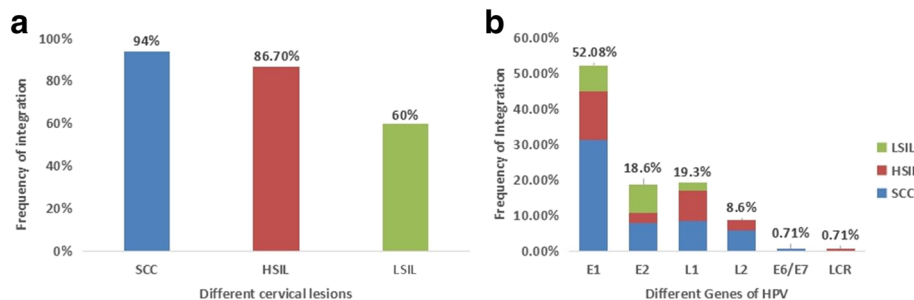 a
100%
80%
60%
40%
20%
0%
Frequency of integration
94%
86.70%
60%
SCC HSIL LSIL
Different cervical lesions
b
60.00%
50.00%
40.00%
30.00%
20.00%
10.00%
0.00%
Frequency of Integration
52.08%
18.6%
19.3%
8.6%
0.71%
0.71%
E1 E2 L1 L2 E6/E7 LCR
Different Genes of HPV
LSIL
HSIL
SCC